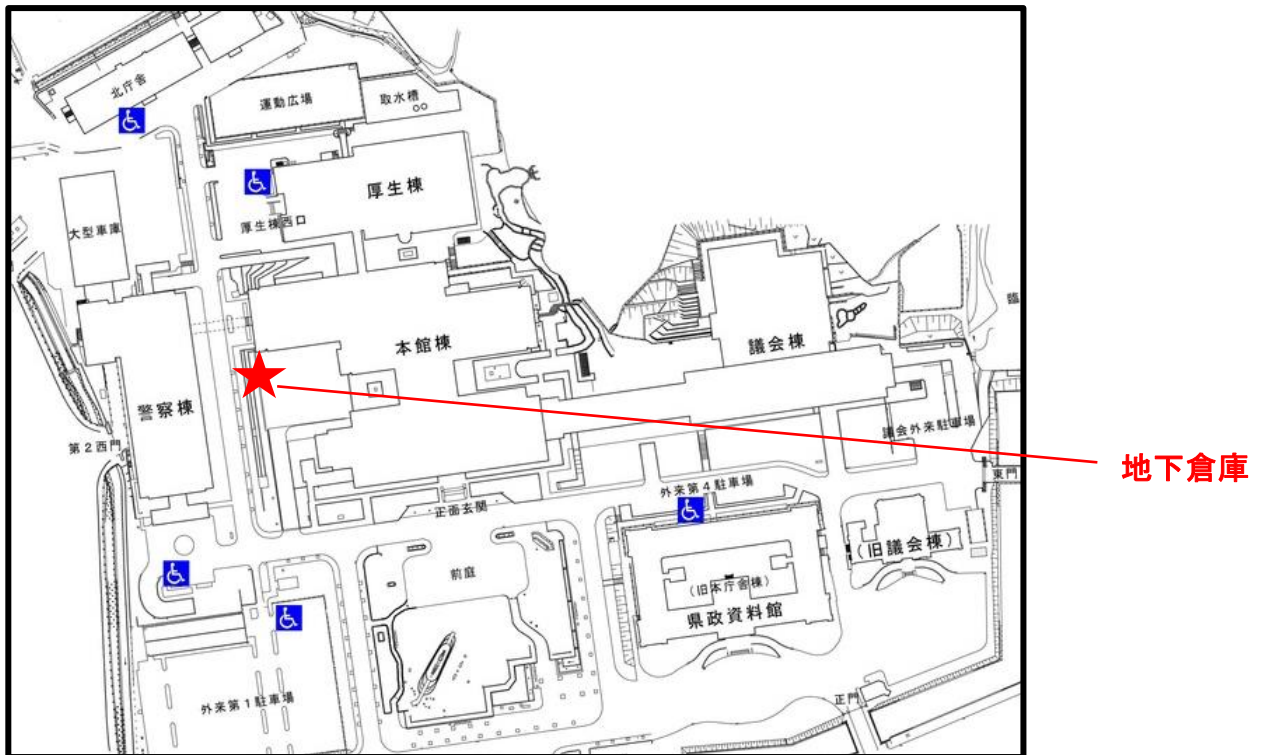 北庁舎
運動広場
取水槽
厚生棟
厚生棟西口
大型車庫
臨
本館棟
議会棟
警察棟
第2西門
議会外来駐車場
地下倉庫
東門
外来第4駐車場
正面玄関
(旧議会棟)
前庭
(旧本庁舎棟)
県政資料館
外来第1駐車場
正門